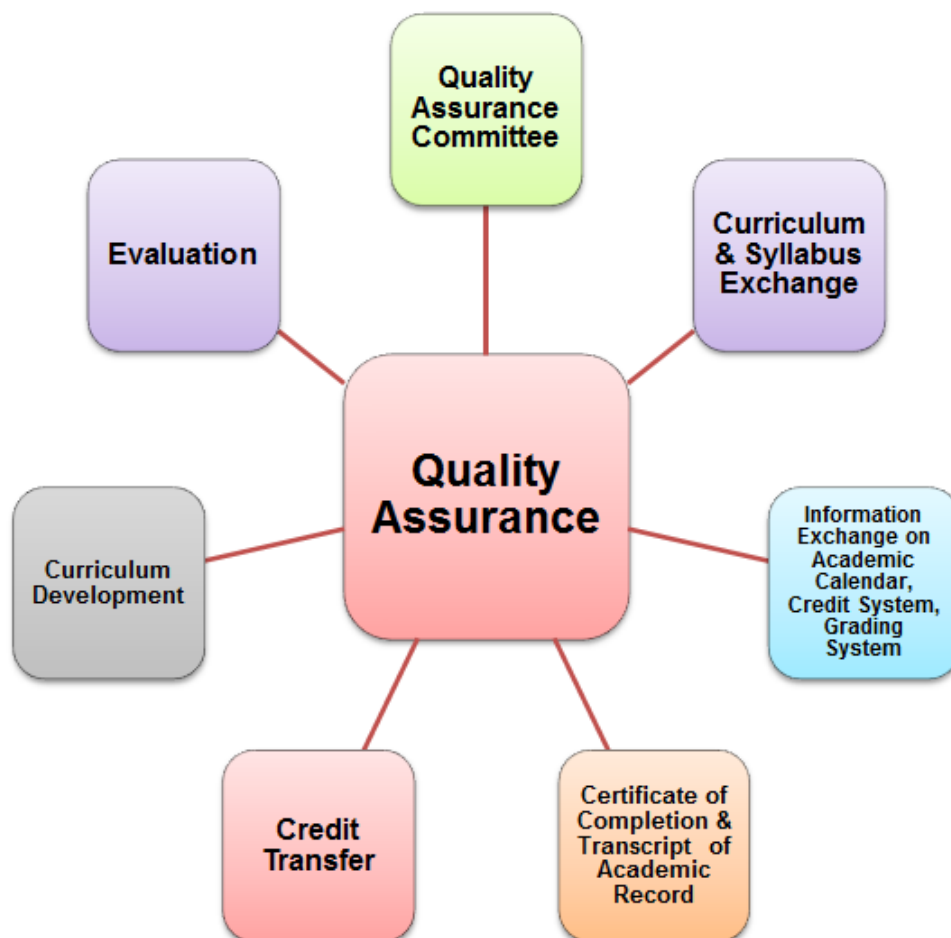 Quality
Assurance
Committee
Evaluation
Curriculum
& Syllabus
Exchange
Quality
Assurance
Curriculum
Development
Information
Exchange on
Academic
Calendar,
Credit System,
Grading
System
Credit
Transfer
Certificate of
Completion &
Transcript of
Academic
Record